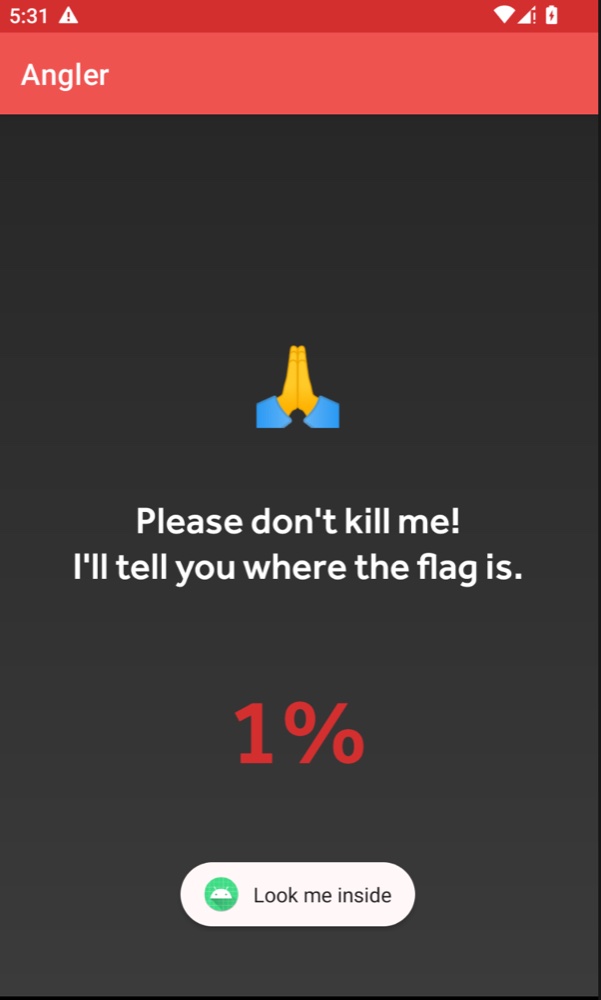 5:31
Angler
Please don't kill me!
I'll tell you where the flag is.
1%
Look me inside